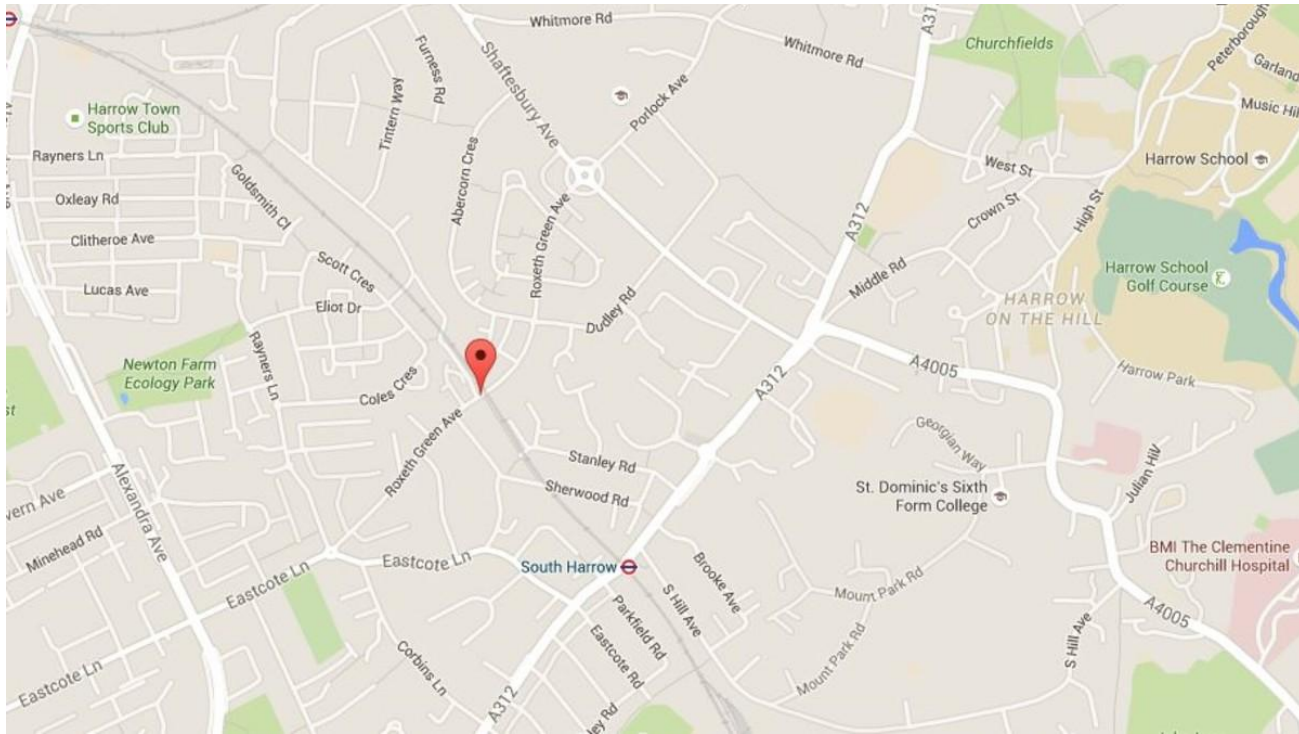 Whitmore Rd
A312
Churchfields
Peterborough
Furness Rd
Shaftesbury Ave
Whitmore Rd
Garland
Tintern Way
Porlock Ave
Music Hil
Harrow Town
Sports Club
Rayners Ln
Abercorn Cres
West St
Harrow School
Goldsmith Cl
Oxleay Rd
Crown St
High St
Clitheroe Ave
Roxeth Green Ave
A312
Scott Cres
Middle Rd
Harrow School
Golf Course
Lucas Ave
Eliot Dr
Dudley Rd
HARROW
ON THE HILL
Rayners Ln
Newton Farm
Ecology Park
A4005
Harrow Park
Coles Cres
A312
st
Georgian Way
Roxeth Green Ave
Stanley Rd
Julian Hill
Alexandra Ave
Sherwood Rd
St. Dominic's Sixth
Form College
vern Ave
Minehead Rd
Eastcote Ln
South Harrow
Brooke Ave
BMI The Clementine
Churchill Hospital
Eastcote Ln
S Hill Ave
Mount Park Rd
A4005
Parkfield Rd
Eastcote Rd
Mount Park Rd
S Hill Ave
Corbins Ln
Eastcote Ln
A312
ley Rd